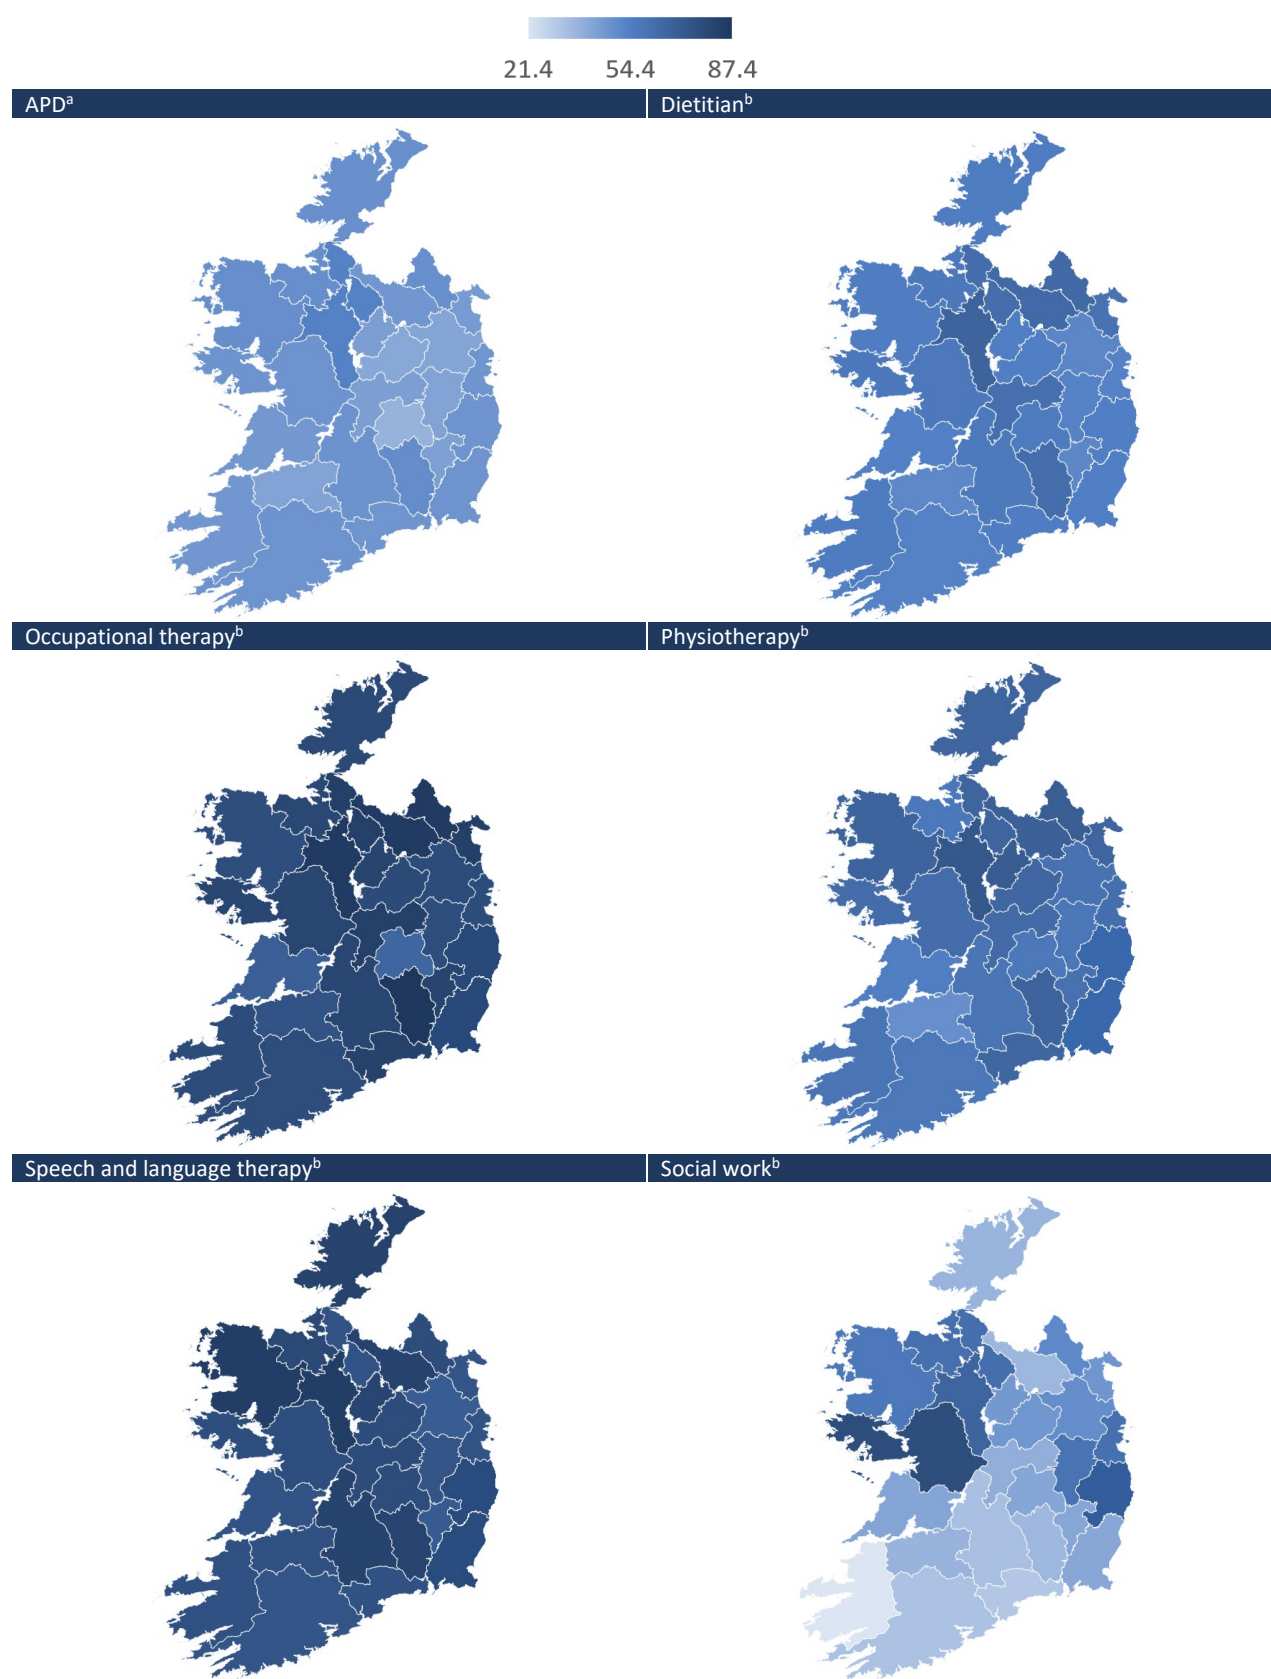 21.4 54.4 87.4
APDᵃ Dietitianᵇ
Occupational therapyᵇ Physiotherapyᵇ
Speech and language therapyᵇ Social workᵇ